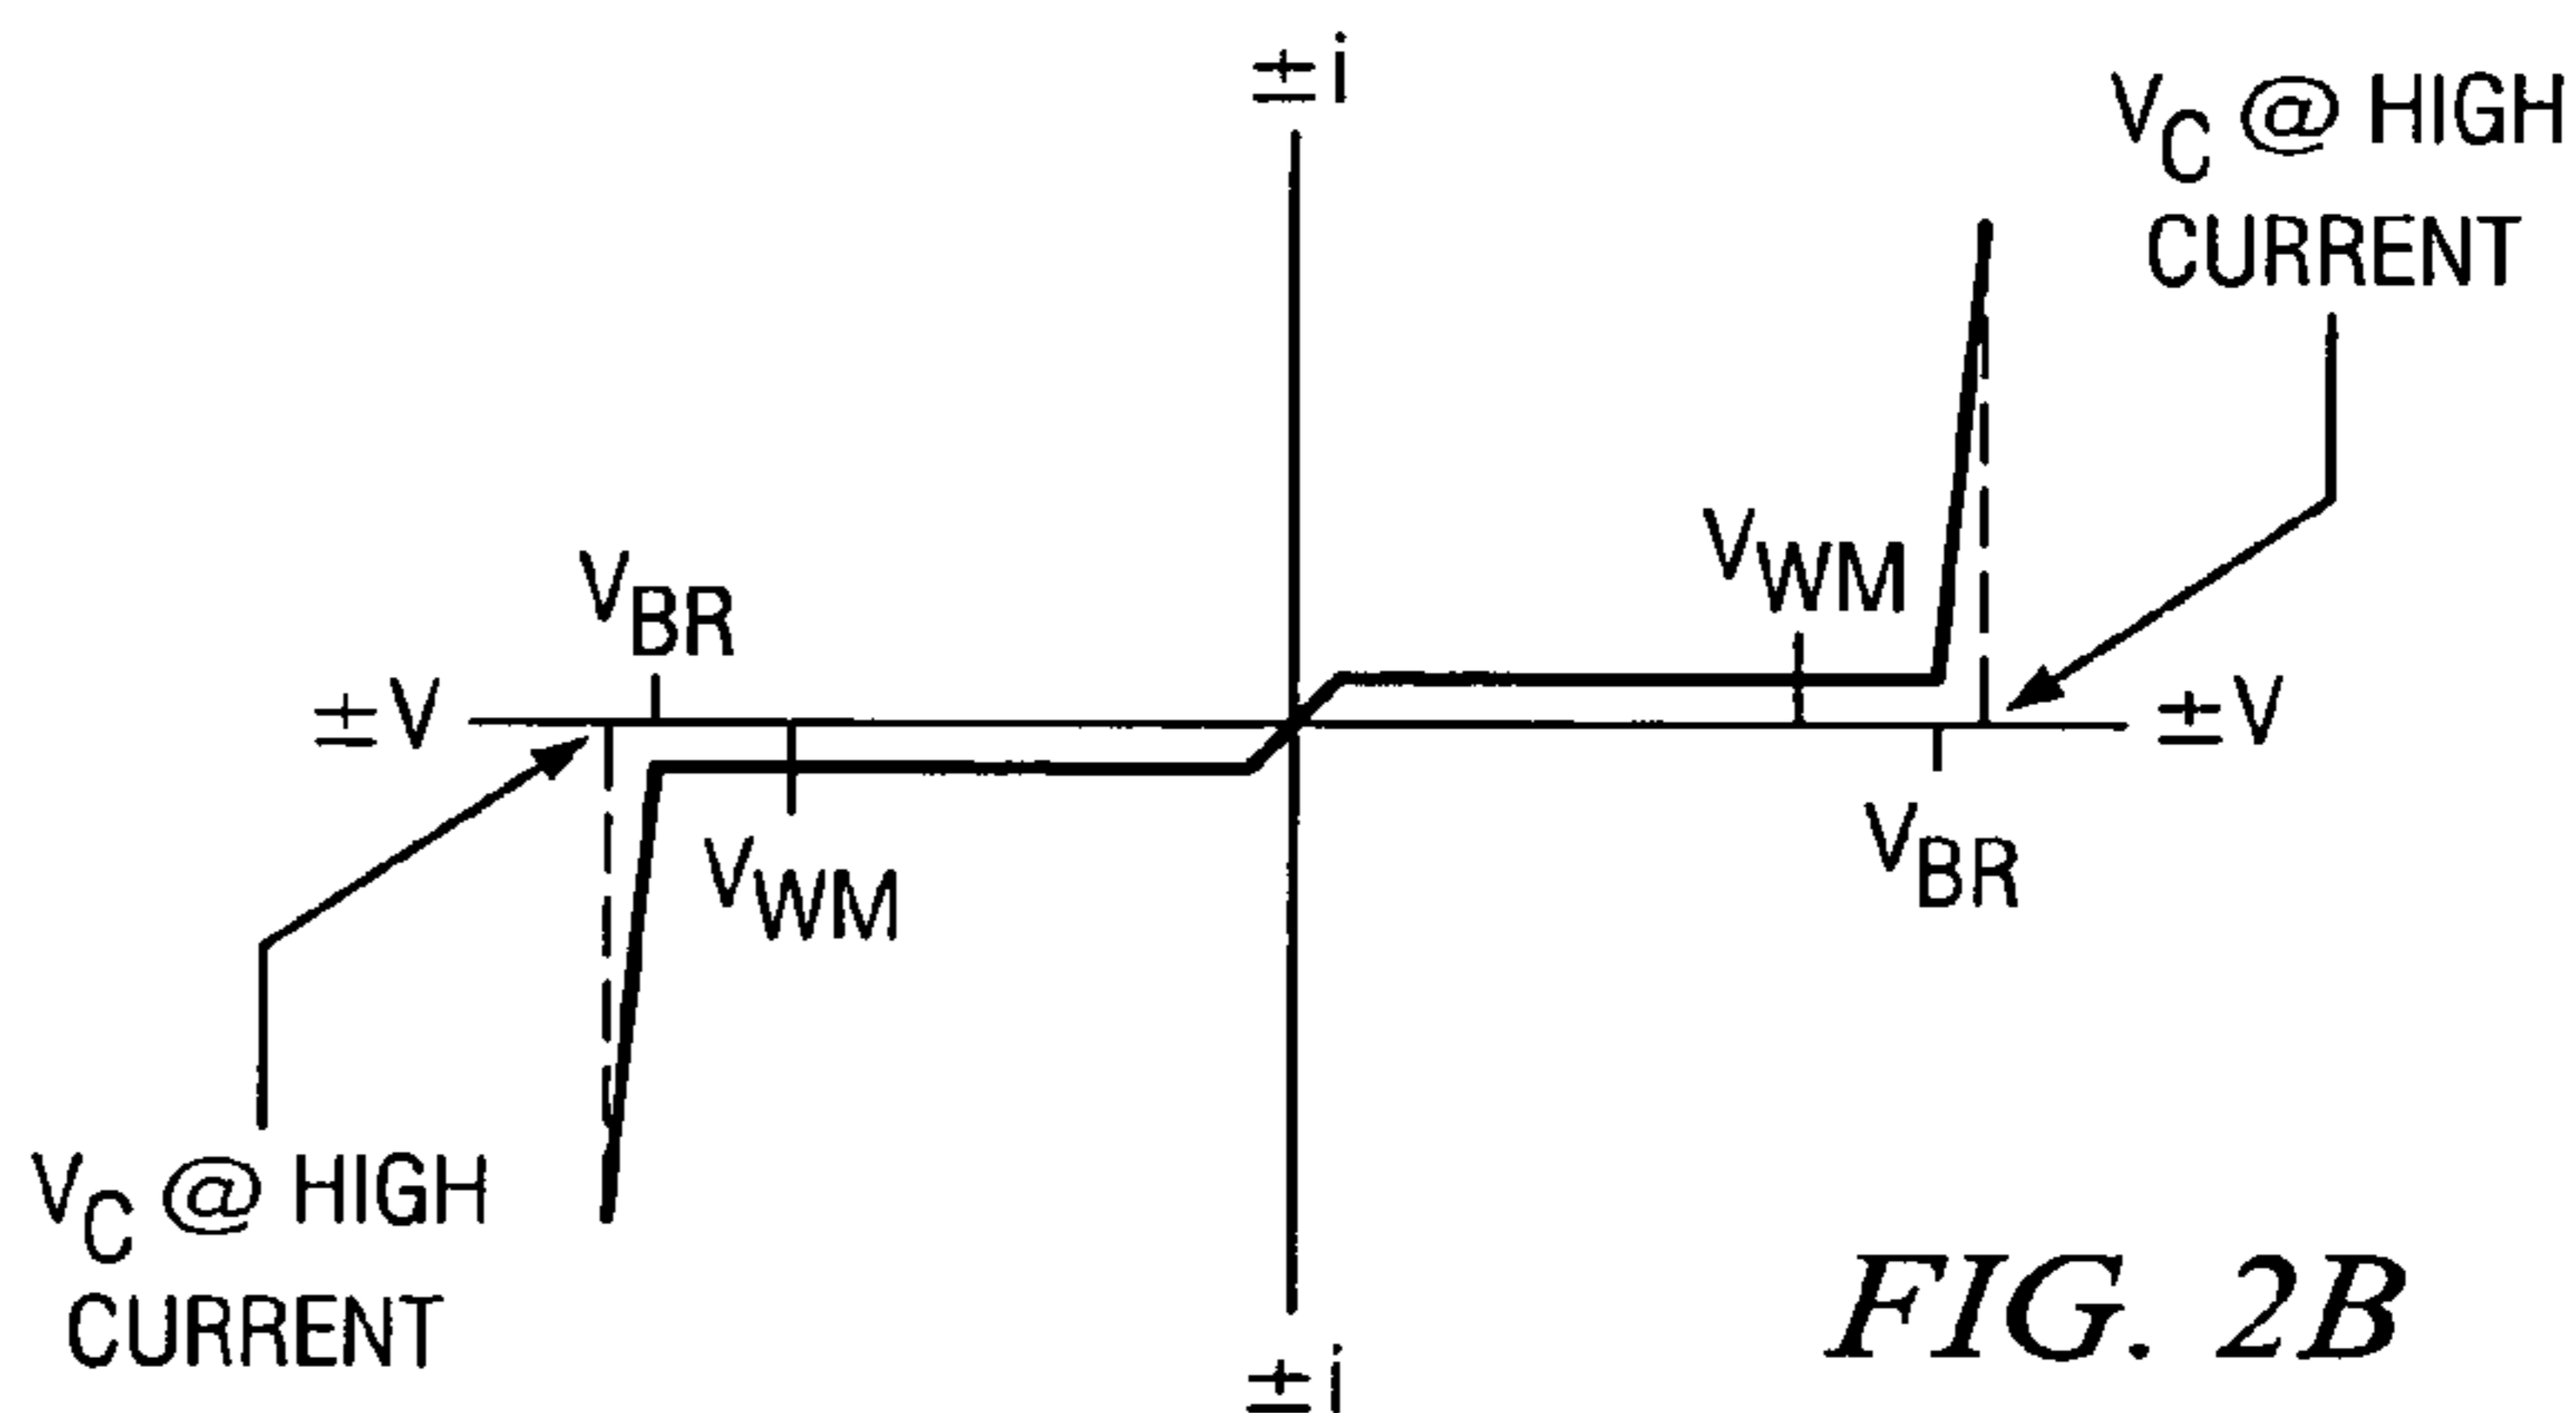 ±i
V_C @ HIGH
CURRENT
V_WM
V_BR
±V
±V
V_BR
V_WM
V_C @ HIGH
CURRENT
±i
FIG. 2B